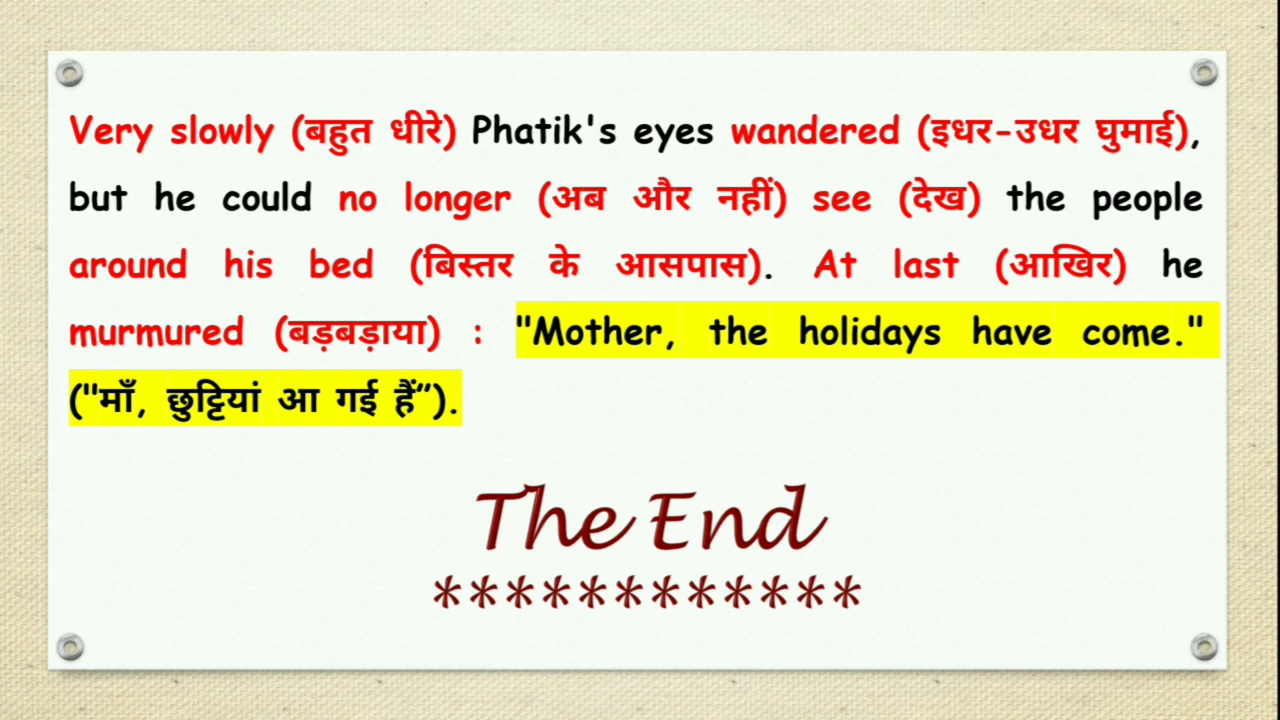 Very slowly (बहुत धीरे) Phatik's eyes wandered (इधर-उधर घुमाई),
but he could no longer (अब और नहीं) see (देख) the people
around his bed (बिस्तर के आसपास). At last (आखिर) he
murmured (बड़बड़ाया) : "Mother, the holidays have come."
("माँ, छुट्टियां आ गई हैं”).
The End
************